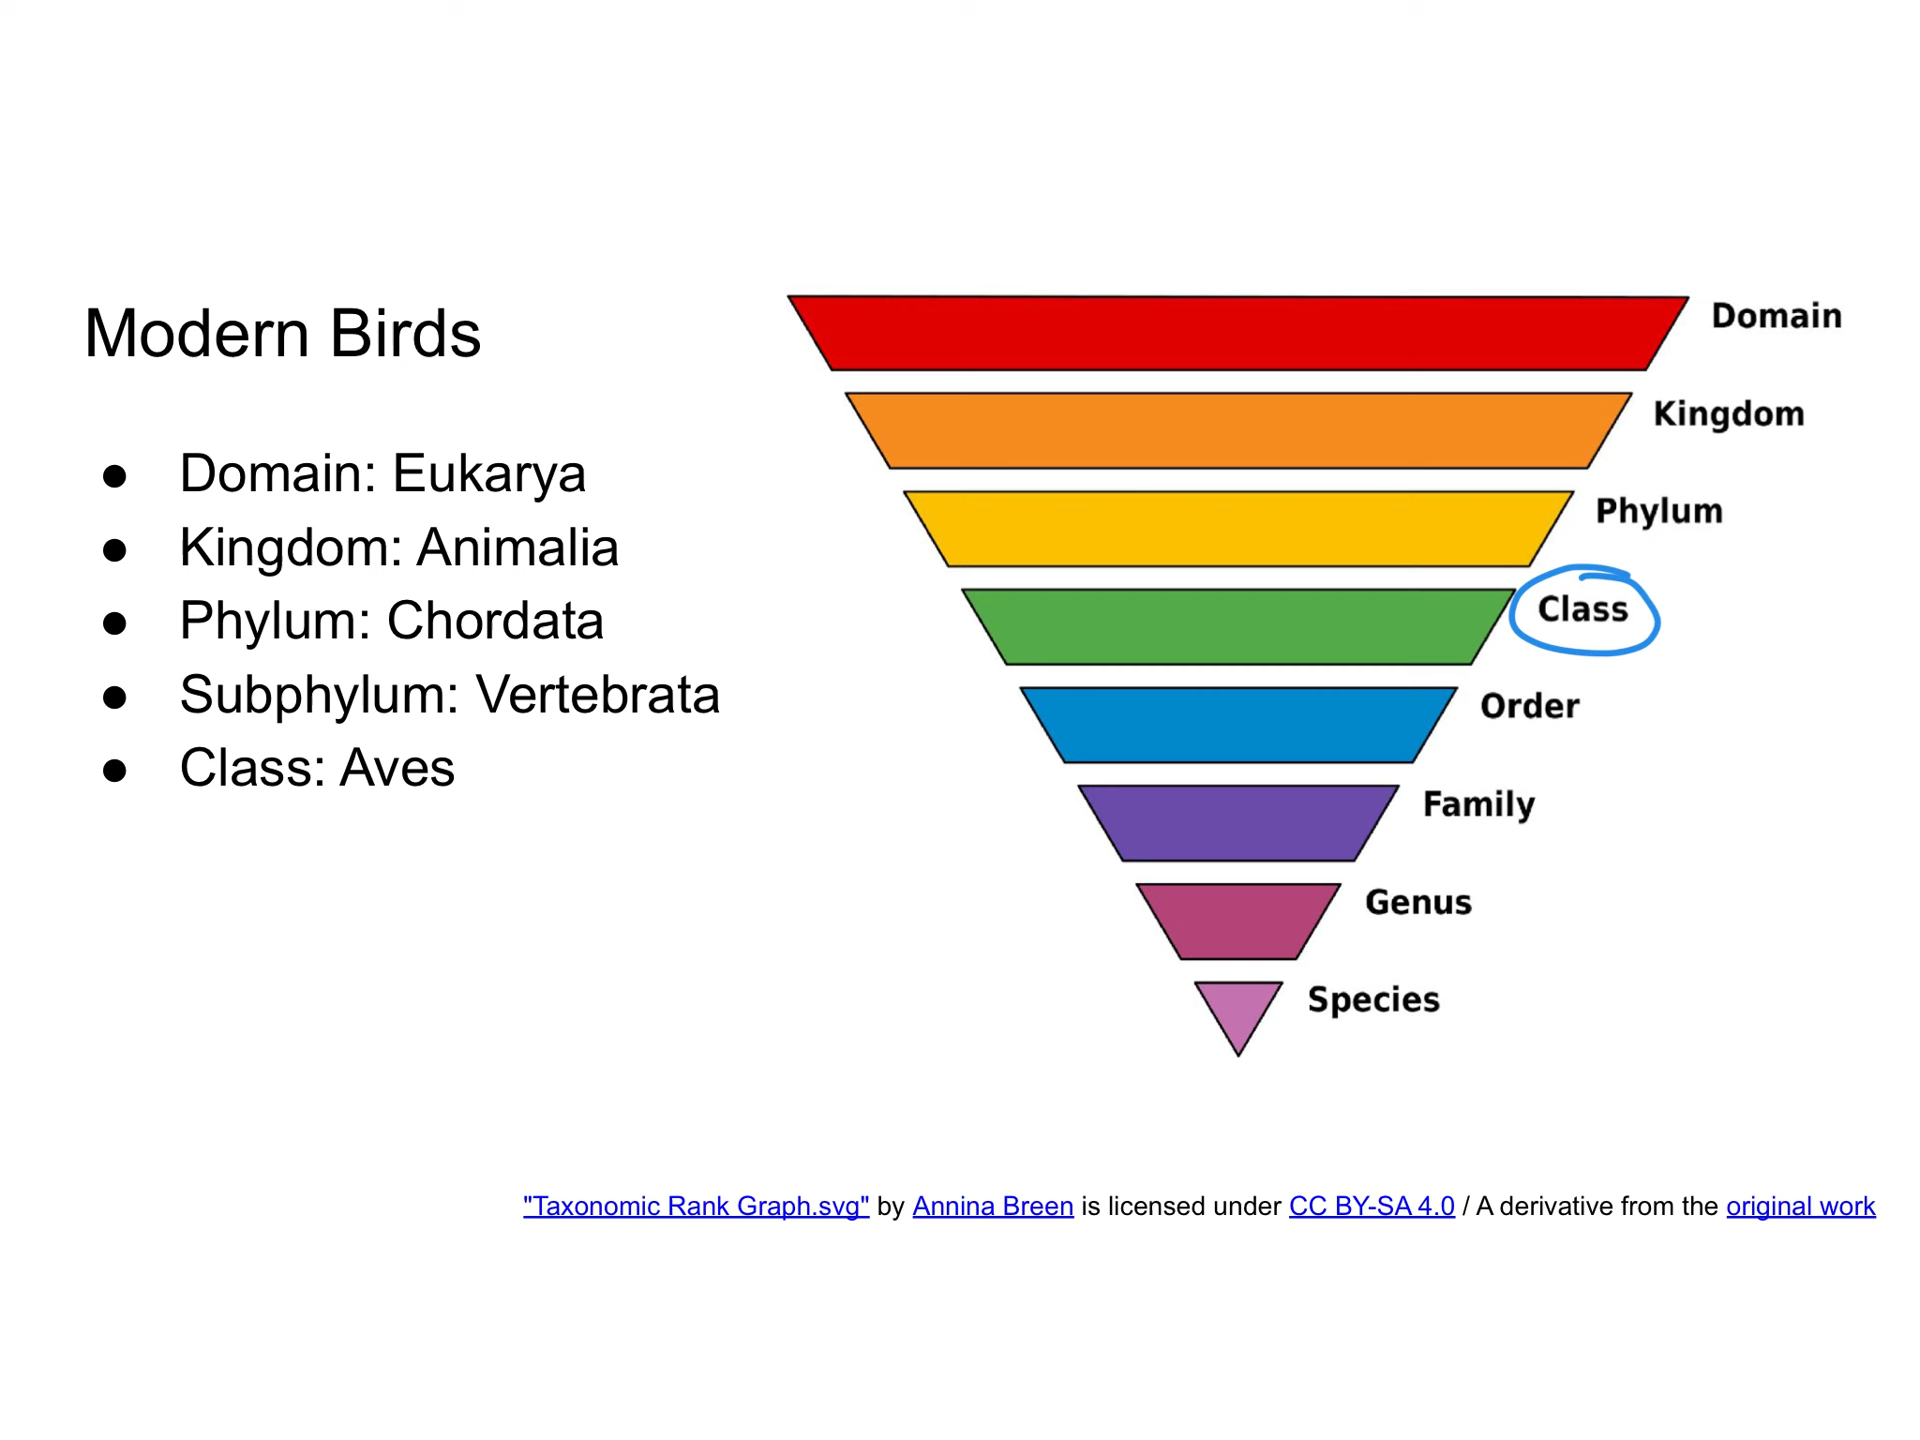 Modern Birds
● Domain: Eukarya
● Kingdom: Animalia
● Phylum: Chordata
● Subphylum: Vertebrata
● Class: Aves
Domain
Kingdom
Phylum
Class
Order
Family
Genus
Species
"Taxonomic Rank Graph.svg" by Annina Breen is licensed under CC BY-SA 4.0 / A derivative from the original work